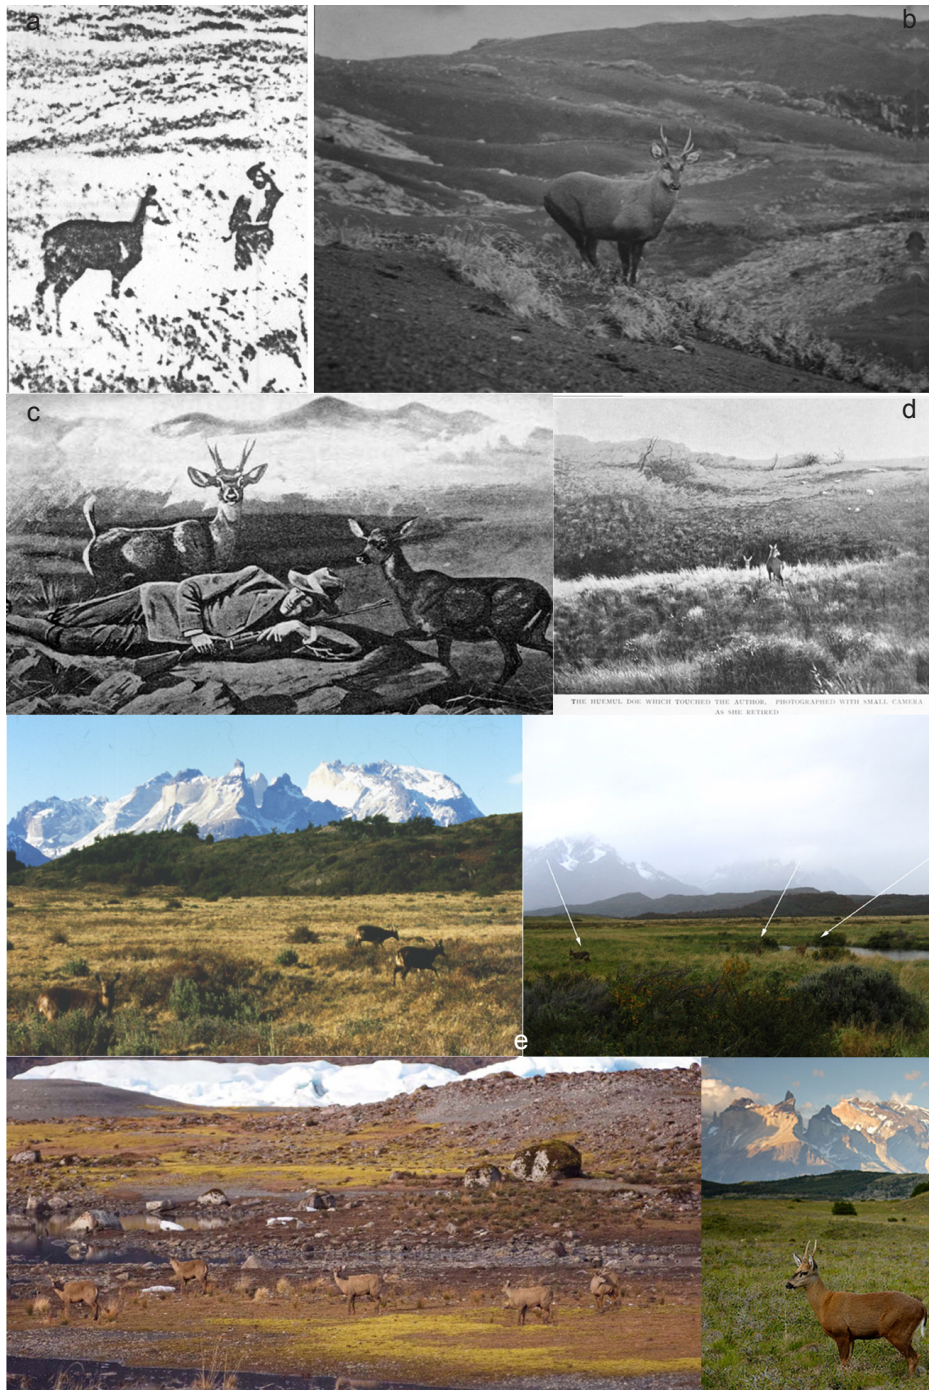 a
b
c
d
THE HUEMUL DOE WHICH TOUCHED THE AUTHOR. PHOTOGRAPHED WITH SMALL CAMERA
AS SHE RETIRED
e